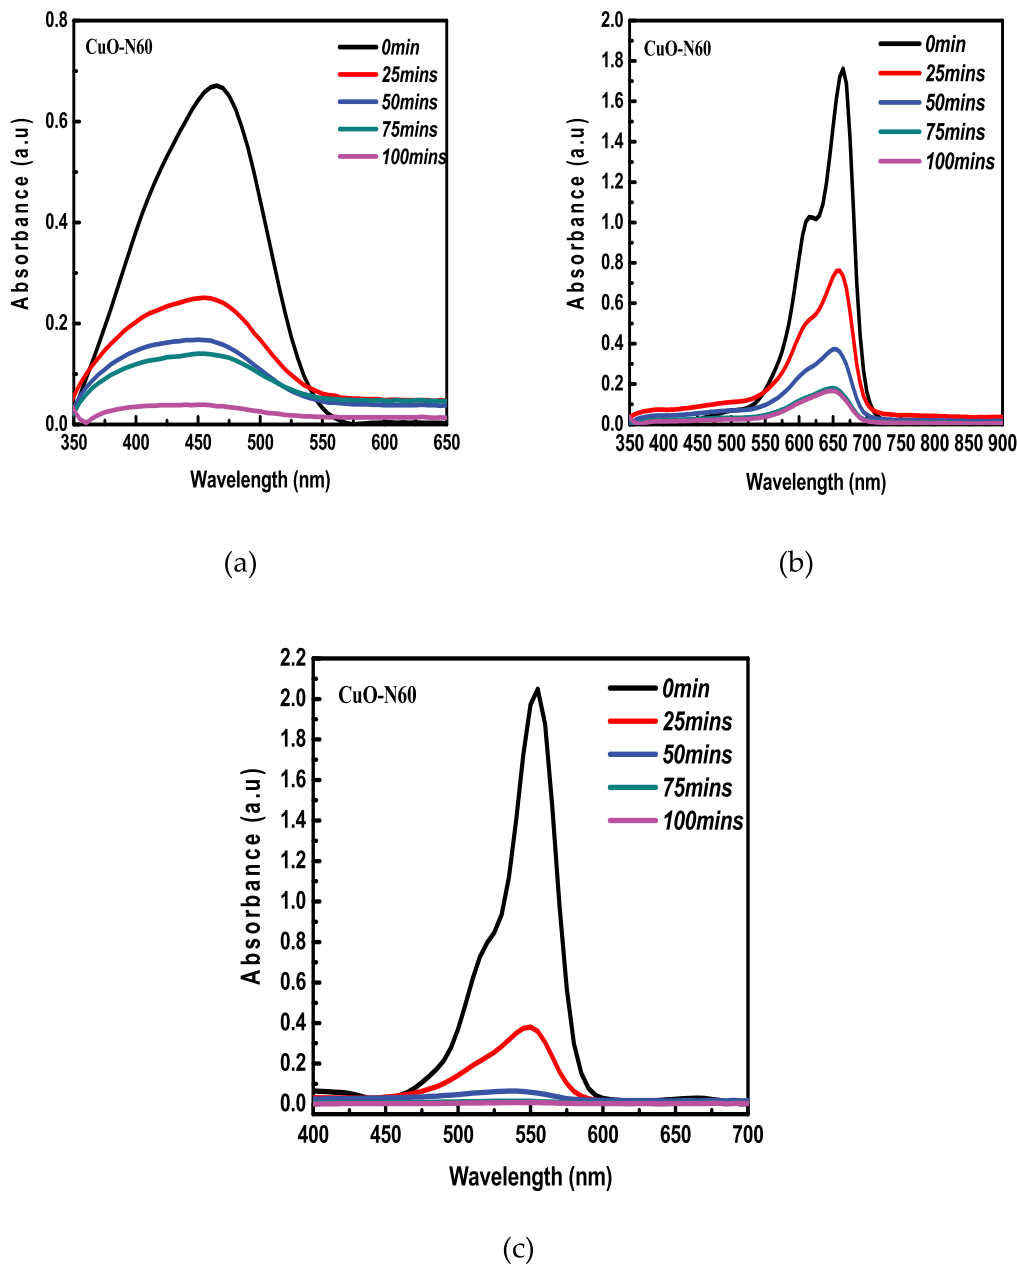 CuO-N60
0min
25mins
50mins
75mins
100mins
0.8
0.6
0.4
0.2
0.0
350 400 450 500 550 600 650
Absorbance (a.u)
Wavelength (nm)
(a)
CuO-N60
0min
25mins
50mins
75mins
100mins
2.0
1.8
1.6
1.4
1.2
1.0
0.8
0.6
0.4
0.2
0.0
350 400 450 500 550 600 650 700 750 800 850 900
Absorbance (a.u)
Wavelength (nm)
(b)
CuO-N60
0min
25mins
50mins
75mins
100mins
2.2
2.0
1.8
1.6
1.4
1.2
1.0
0.8
0.6
0.4
0.2
0.0
400 450 500 550 600 650 700
Absorbance (a.u)
Wavelength (nm)
(c)